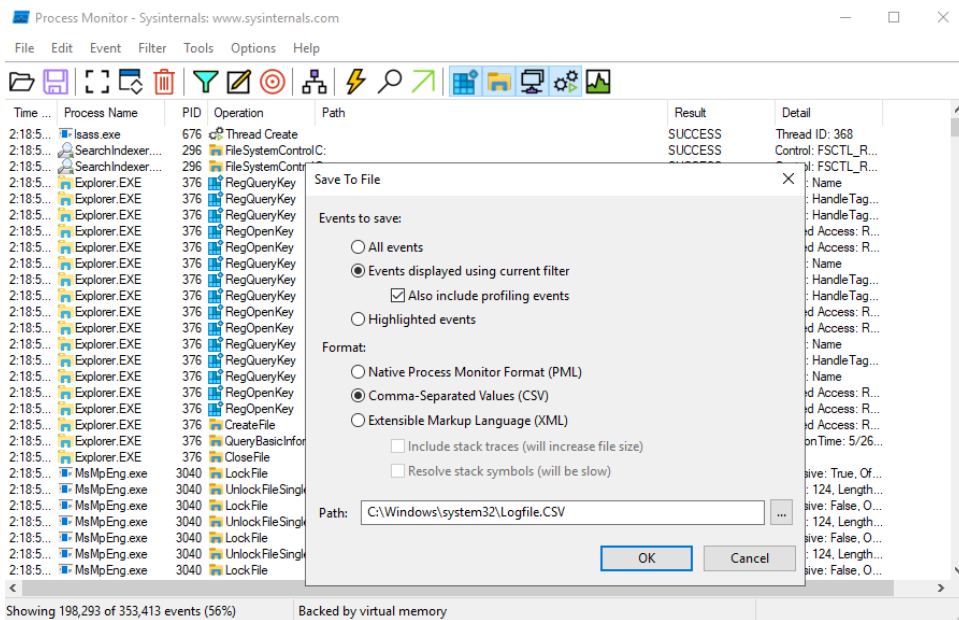 Process Monitor - Sysinternals: www.sysinternals.com
File Edit Event Filter Tools Options Help
Time ... Process Name PID Operation Path Result Detail
2:18:5... lsass.exe 676 Thread Create SUCCESS Thread ID: 368
2:18:5... SearchIndexer.... 296 FileSystemControl C: SUCCESS Control: FSCTL_R...
2:18:5... SearchIndexer.... 296 FileSystemContr FSCTL_R...
2:18:5... Explorer.EXE 376 RegQueryKey : Name
2:18:5... Explorer.EXE 376 RegQueryKey : HandleTag...
2:18:5... Explorer.EXE 376 RegOpenKey ed Access: R...
2:18:5... Explorer.EXE 376 RegOpenKey ed Access: R...
2:18:5... Explorer.EXE 376 RegQueryKey : Name
2:18:5... Explorer.EXE 376 RegQueryKey : HandleTag...
2:18:5... Explorer.EXE 376 RegQueryKey : HandleTag...
2:18:5... Explorer.EXE 376 RegOpenKey ed Access: R...
2:18:5... Explorer.EXE 376 RegOpenKey ed Access: R...
2:18:5... Explorer.EXE 376 RegQueryKey : Name
2:18:5... Explorer.EXE 376 RegQueryKey : HandleTag...
2:18:5... Explorer.EXE 376 RegQueryKey : Name
2:18:5... Explorer.EXE 376 RegOpenKey ed Access: R...
2:18:5... Explorer.EXE 376 RegOpenKey ed Access: R...
2:18:5... Explorer.EXE 376 CreateFile ed Access: R...
2:18:5... Explorer.EXE 376 QueryBasicInfor onTime: 5/26...
2:18:5... Explorer.EXE 376 CloseFile
2:18:5... MsMpEng.exe 3040 LockFile sive: True, Of...
2:18:5... MsMpEng.exe 3040 UnlockFileSingle : 124, Length...
2:18:5... MsMpEng.exe 3040 LockFile sive: False, O...
2:18:5... MsMpEng.exe 3040 UnlockFileSingle : 124, Length...
2:18:5... MsMpEng.exe 3040 LockFile sive: False, O...
2:18:5... MsMpEng.exe 3040 UnlockFileSingle : 124, Length...
2:18:5... MsMpEng.exe 3040 LockFile sive: False, O...
Save To File
Events to save:
All events
Events displayed using current filter
Also include profiling events
Highlighted events
Format:
Native Process Monitor Format (PML)
Comma-Separated Values (CSV)
Extensible Markup Language (XML)
Include stack traces (will increase file size)
Resolve stack symbols (will be slow)
Path: C:\Windows\system32\Logfile.CSV ...
OK Cancel
Showing 198,293 of 353,413 events (56%) Backed by virtual memory